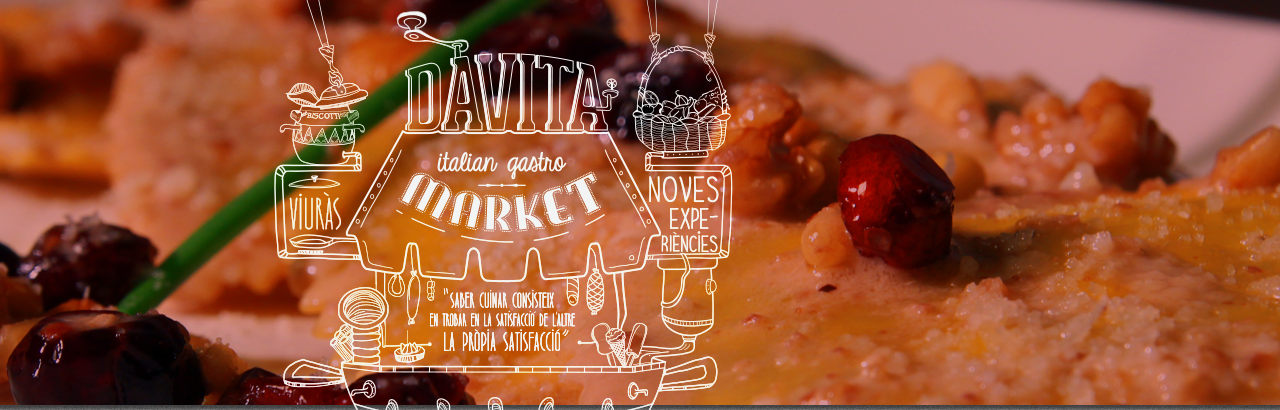 DAVITA
BISCOTTI
italian gastro
MARKET
VIURÀS
NOVES
EXPE-
RIÈNCIES
"SABER CUINAR CONSISTEIX
EN TROBAR EN LA SATISFACCIÓ DE L'ALTRE
LA PRÒPIA SATISFACCIÓ"